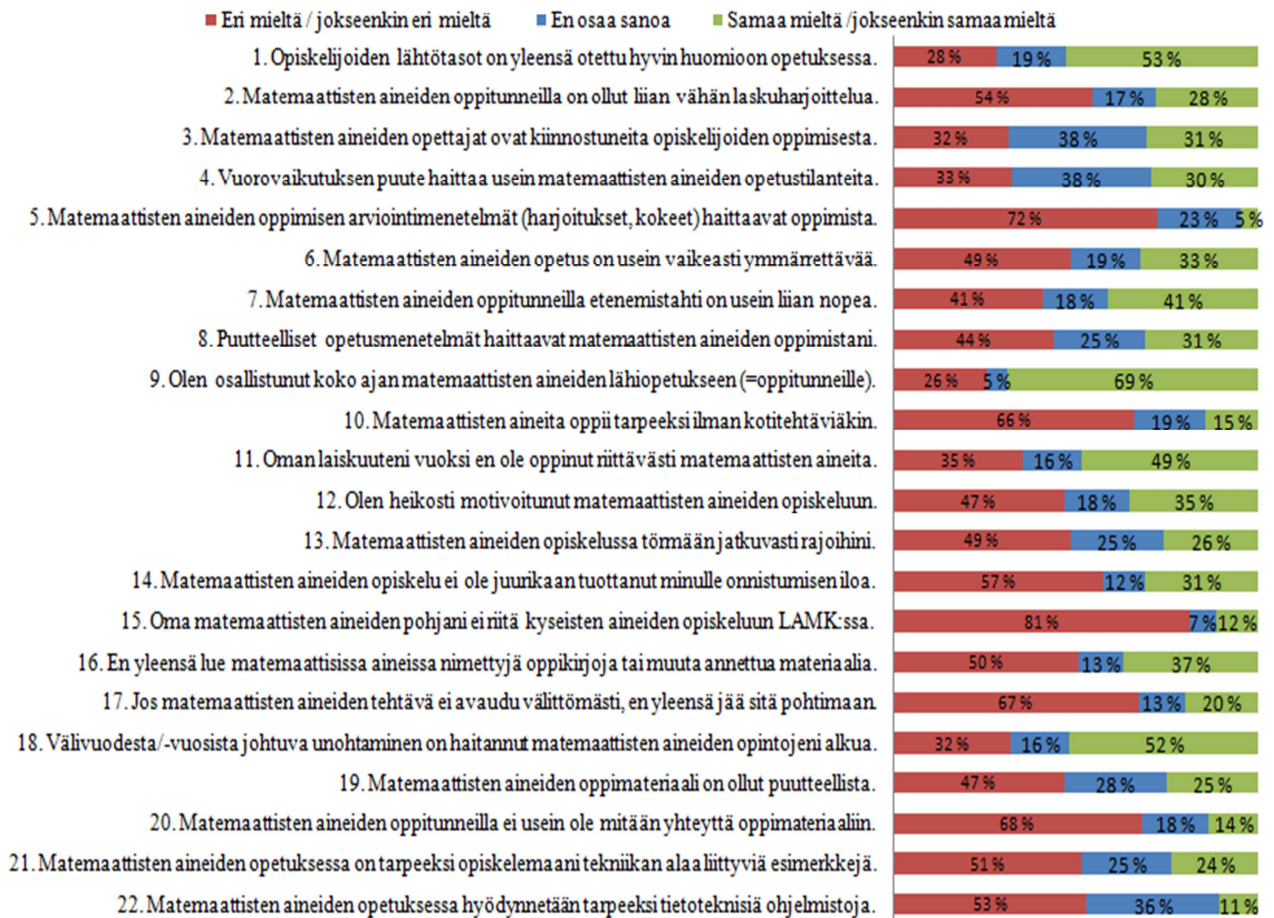 Eri mieltä / jokseenkin eri mieltä En osaa sanoa Samaa mieltä /jokseenkin samaa mieltä
1. Opiskelijoiden lähtötasot on yleensä otettu hyvin huomioon opetuksessa. 28 % 19 % 53 %
2. Matemaattisten aineiden oppitunneilla on ollut liian vähän laskuharjoittelua. 54 % 17 % 28 %
3. Matemaattisten aineiden opettajat ovat kiinnostuneita opiskelijoiden oppimisesta. 32 % 38 % 31 %
4. Vuorovaikutuksen puute haittaa usein matemaattisten aineiden opetustilanteita. 33 % 38 % 30 %
5. Matemaattisten aineiden oppimisen arviointimenetelmät (harjoitukset, kokeet) haittaavat oppimista. 72 % 23 % 5 %
6. Matemaattisten aineiden opetus on usein vaikeasti ymmärrettävää. 49 % 19 % 33 %
7. Matemaattisten aineiden oppitunneilla etenemistahti on usein liian nopea. 41 % 18 % 41 %
8. Puutteelliset opetusmenetelmät haittaavat matemaattisten aineiden oppimistani. 44 % 25 % 31 %
9. Olen osallistunut koko ajan matemaattisten aineiden lähiopetukseen (=oppitunneille). 26 % 5 % 69 %
10. Matemaattisten aineita oppii tarpeeksi ilman kotitehtäviäkin. 66 % 19 % 15 %
11. Oman laiskuuteni vuoksi en ole oppinut riittävästi matemaattisten aineita. 35 % 16 % 49 %
12. Olen heikosti motivoitunut matemaattisten aineiden opiskeluun. 47 % 18 % 35 %
13. Matemaattisten aineiden opiskelussa törmään jatkuvasti rajoihini. 49 % 25 % 26 %
14. Matemaattisten aineiden opiskelu ei ole juurikaan tuottanut minulle onnistumisen iloa. 57 % 12 % 31 %
15. Oma matemaattisten aineiden pohjani ei riitä kyseisten aineiden opiskeluun LAMK:ssa. 81 % 7 % 12 %
16. En yleensä lue matemaattisissa aineissa nimettyjä oppikirjoja tai muuta annettua materiaalia. 50 % 13 % 37 %
17. Jos matemaattisten aineiden tehtävä ei avaudu välittömästi, en yleensä jää sitä pohtimaan. 67 % 13 % 20 %
18. Välivuodesta/-vuosista johtuva unohtaminen on haitannut matemaattisten aineiden opintojeni alkua. 32 % 16 % 52 %
19. Matemaattisten aineiden oppimateriaali on ollut puutteellista. 47 % 28 % 25 %
20. Matemaattisten aineiden oppitunneilla ei usein ole mitään yhteyttä oppimateriaaliin. 68 % 18 % 14 %
21. Matemaattisten aineiden opetuksessa on tarpeeksi opiskelemaani tekniikan alaa liittyviä esimerkkejä. 51 % 25 % 24 %
22. Matemaattisten aineiden opetuksessa hyödynnetään tarpeeksi tietoteknisiä ohjelmistoja. 53 % 36 % 11 %